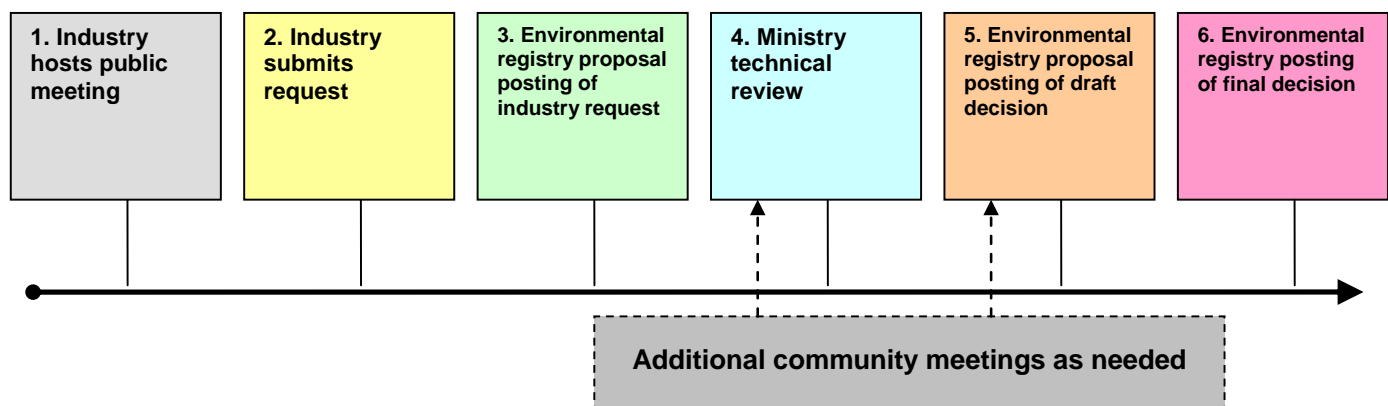 1. Industry
hosts public
meeting
2. Industry
submits
request
3. Environmental
registry proposal
posting of
industry request
4. Ministry
technical
review
5. Environmental
registry proposal
posting of draft
decision
6. Environmental
registry posting
of final decision
Additional community meetings as needed